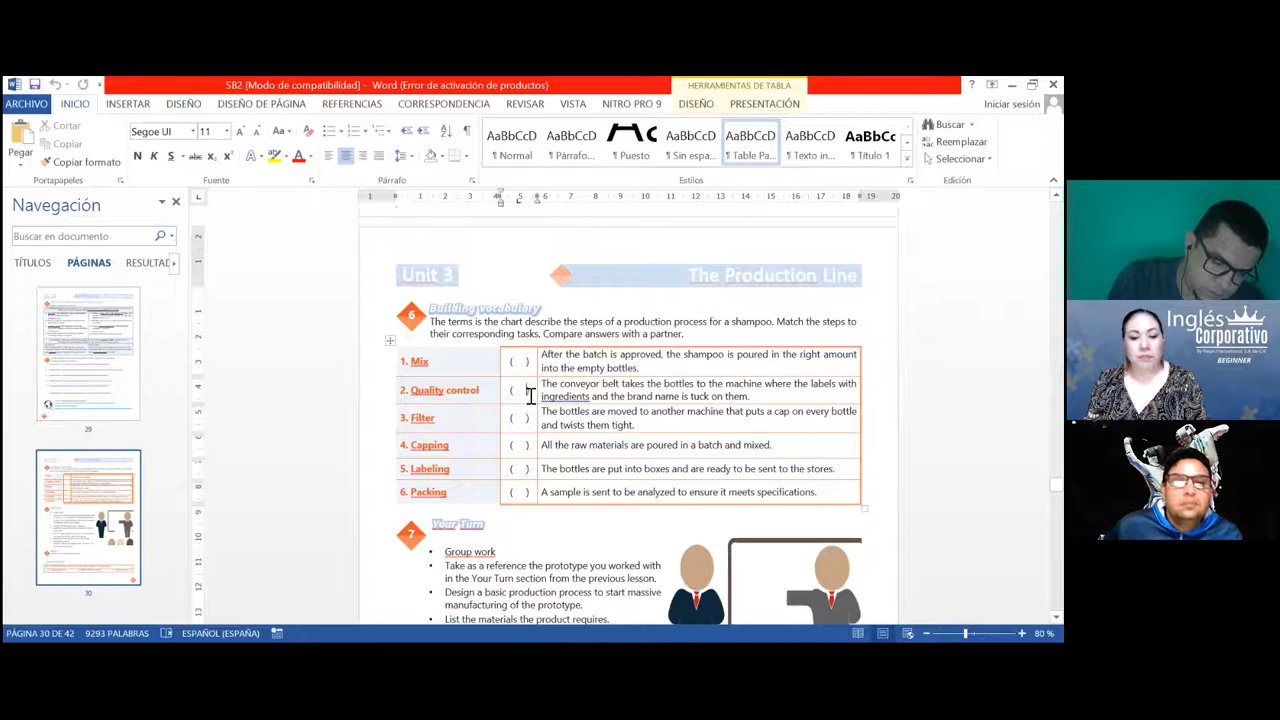 SB2 [Modo de compatibilidad] - Word (Error de activación de productos)
HERRAMIENTAS DE TABLA
ARCHIVO INICIO INSERTAR DISEÑO DISEÑO DE PÁGINA REFERENCIAS CORRESPONDENCIA REVISAR VISTA NITRO PRO 9 DISEÑO PRESENTACIÓN
Iniciar sesión
Pegar
Cortar
Copiar
Copiar formato
Segoe UI 11
N K S abc x₂ x²
AaBbCcD AaBbCcD AaBbCcD AaBbCcD AaBbCcD AaBbCc
¶ Normal ¶ Párrafo... ¶ Puesto ¶ Sin espa... ¶ Table Pa... ¶ Texto in... ¶ Título 1
Buscar
Reemplazar
Seleccionar
Portapapeles Fuente Párrafo Estilos Edición
Navegación
Buscar en documento
TÍTULOS PÁGINAS RESULTAD
29
30
Unit 3 The Production Line
6 Building vocabulary
The terms is the chart describe the steps of a production process for a shampoo. Match the steps to
their corresponding tasks. Compare answers with a partner.
1. Mix ( ) After the batch is approved, the shampoo is poured in the right amount
into the empty bottles.
2. Quality control ) The conveyor belt takes the bottles to the machine where the labels with
ingredients and the brand name is tuck on them.
3. Filter ) The bottles are moved to another machine that puts a cap on every bottle
and twists them tight.
4. Capping ( ) All the raw materials are poured in a batch and mixed.
5. Labeling ( ) The bottles are put into boxes and are ready to be sent to the stores.
6. Packing ( ) A sample is sent to be analyzed to ensure it meets specifications.
7 Your Turn
• Group work
• Take as a reference the prototype you worked with
in the Your Turn section from the previous lesson.
• Design a basic production process to start massive
manufacturing of the prototype.
• List the materials the product requires.
PÁGINA 30 DE 42 9293 PALABRAS ESPAÑOL (ESPAÑA) 80 %
Inglés
Corporativo
BEGINNER